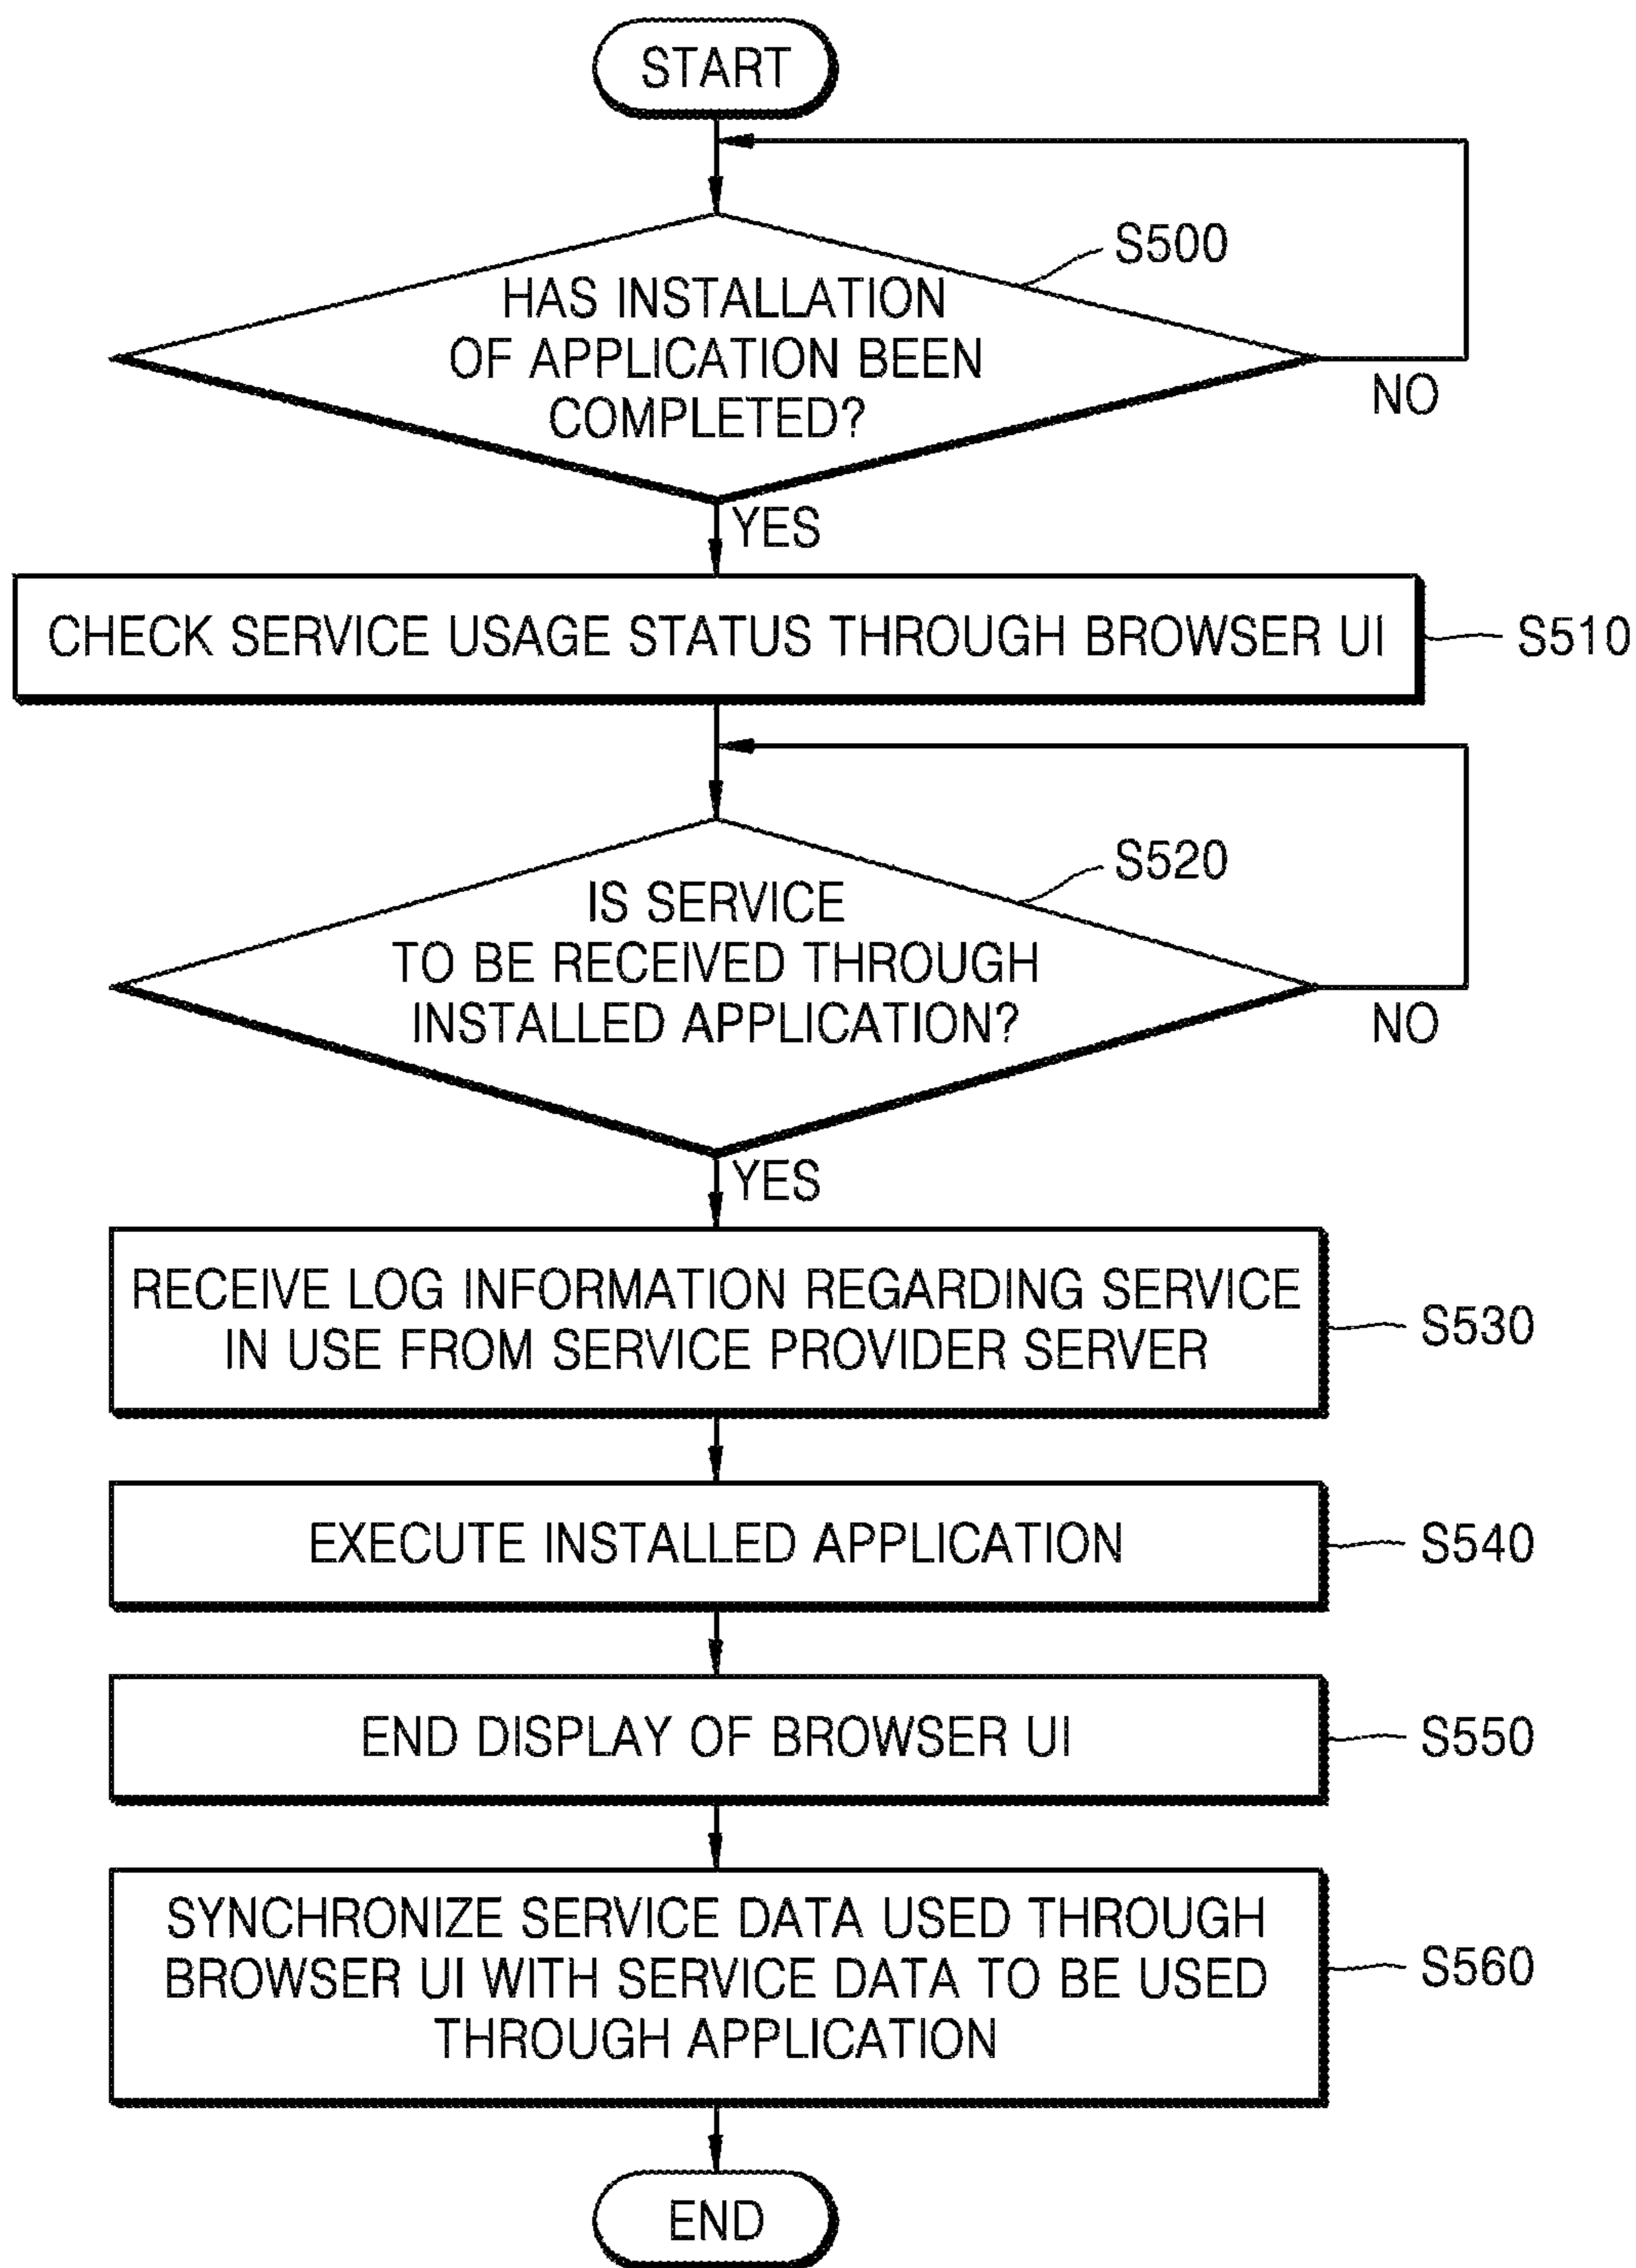 START
S500
HAS INSTALLATION
OF APPLICATION BEEN
COMPLETED?
NO
YES
CHECK SERVICE USAGE STATUS THROUGH BROWSER UI
S510
S520
IS SERVICE
TO BE RECEIVED THROUGH
INSTALLED APPLICATION?
NO
YES
RECEIVE LOG INFORMATION REGARDING SERVICE
IN USE FROM SERVICE PROVIDER SERVER
S530
EXECUTE INSTALLED APPLICATION
S540
END DISPLAY OF BROWSER UI
S550
SYNCHRONIZE SERVICE DATA USED THROUGH
BROWSER UI WITH SERVICE DATA TO BE USED
THROUGH APPLICATION
S560
END